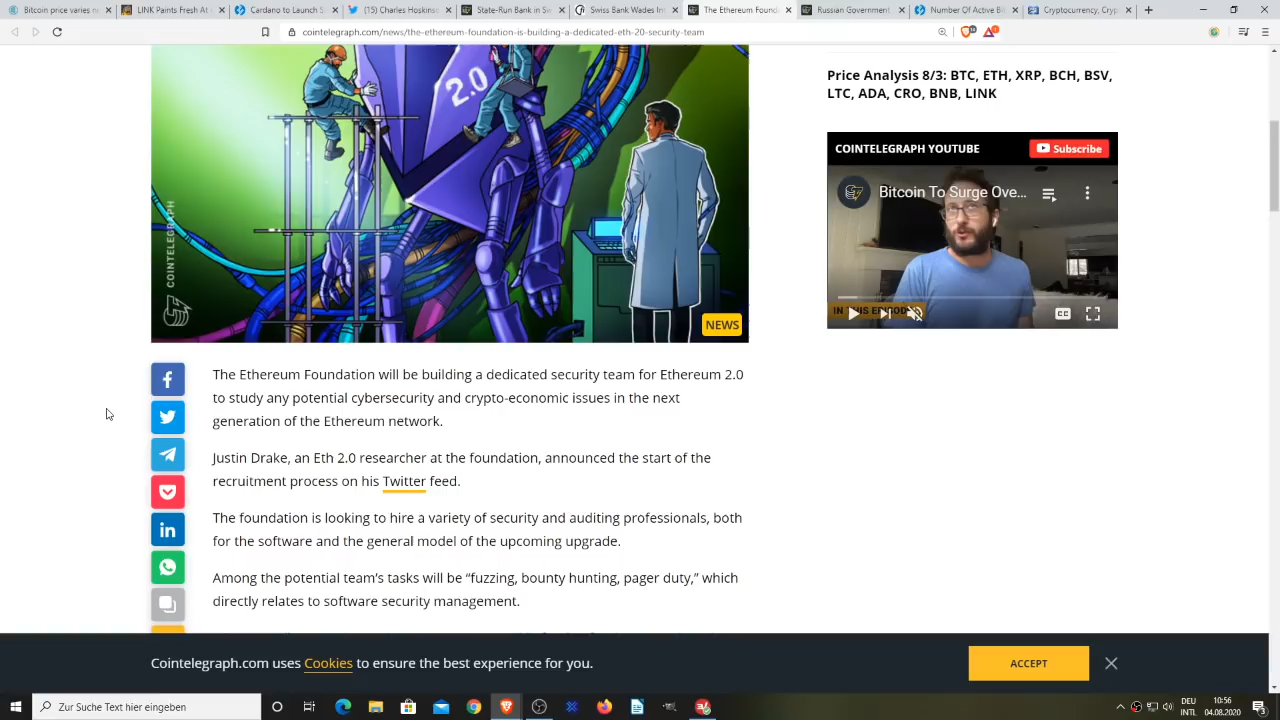 Bitcoin price varies n
LINK Paints Fresh At
Cardano to Launch S
(15) Charles Hoskins
State-Run Bank in S
Swiss Bank Wades In
The Ethereum Found
Russian Government
Number Of Active Bi
Cryptocurrency, Cryp
cointelegraph.com/news/the-ethereum-foundation-is-building-a-dedicated-eth-20-security-team
2.0
COINTELEGRAPH
NEWS
Price Analysis 8/3: BTC, ETH, XRP, BCH, BSV,
LTC, ADA, CRO, BNB, LINK
COINTELEGRAPH YOUTUBE
Subscribe
Bitcoin To Surge Ove...
IN THIS EPISODE
CC
The Ethereum Foundation will be building a dedicated security team for Ethereum 2.0
to study any potential cybersecurity and crypto-economic issues in the next
generation of the Ethereum network.
Justin Drake, an Eth 2.0 researcher at the foundation, announced the start of the
recruitment process on his Twitter feed.
The foundation is looking to hire a variety of security and auditing professionals, both
for the software and the general model of the upcoming upgrade.
Among the potential team's tasks will be “fuzzing, bounty hunting, pager duty,” which
directly relates to software security management.
Cointelegraph.com uses Cookies to ensure the best experience for you.
ACCEPT
Zur Suche Text hier eingeben
DEU
INTL
10:56
04.08.2020